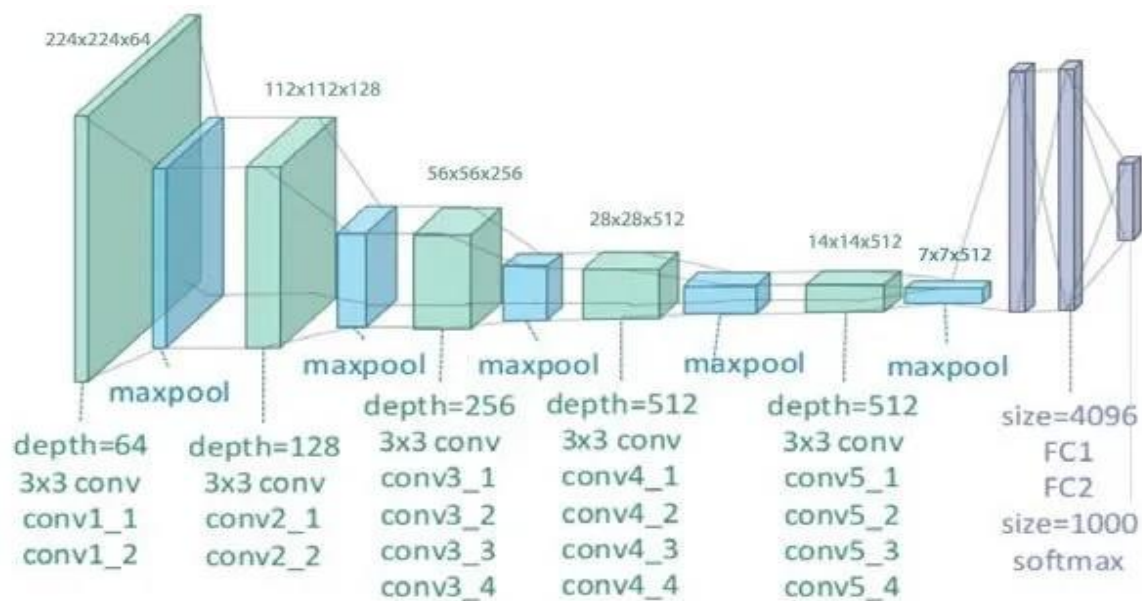 224x224x64
112x112x128
56x56x256
28x28x512
14x14x512
7x7x512
maxpool
maxpool
maxpool
maxpool
maxpool
depth=64
3x3 conv
conv1_1
conv1_2
depth=128
3x3 conv
conv2_1
conv2_2
depth=256
3x3 conv
conv3_1
conv3_2
conv3_3
conv3_4
depth=512
3x3 conv
conv4_1
conv4_2
conv4_3
conv4_4
depth=512
3x3 conv
conv5_1
conv5_2
conv5_3
conv5_4
size=4096
FC1
FC2
size=1000
softmax